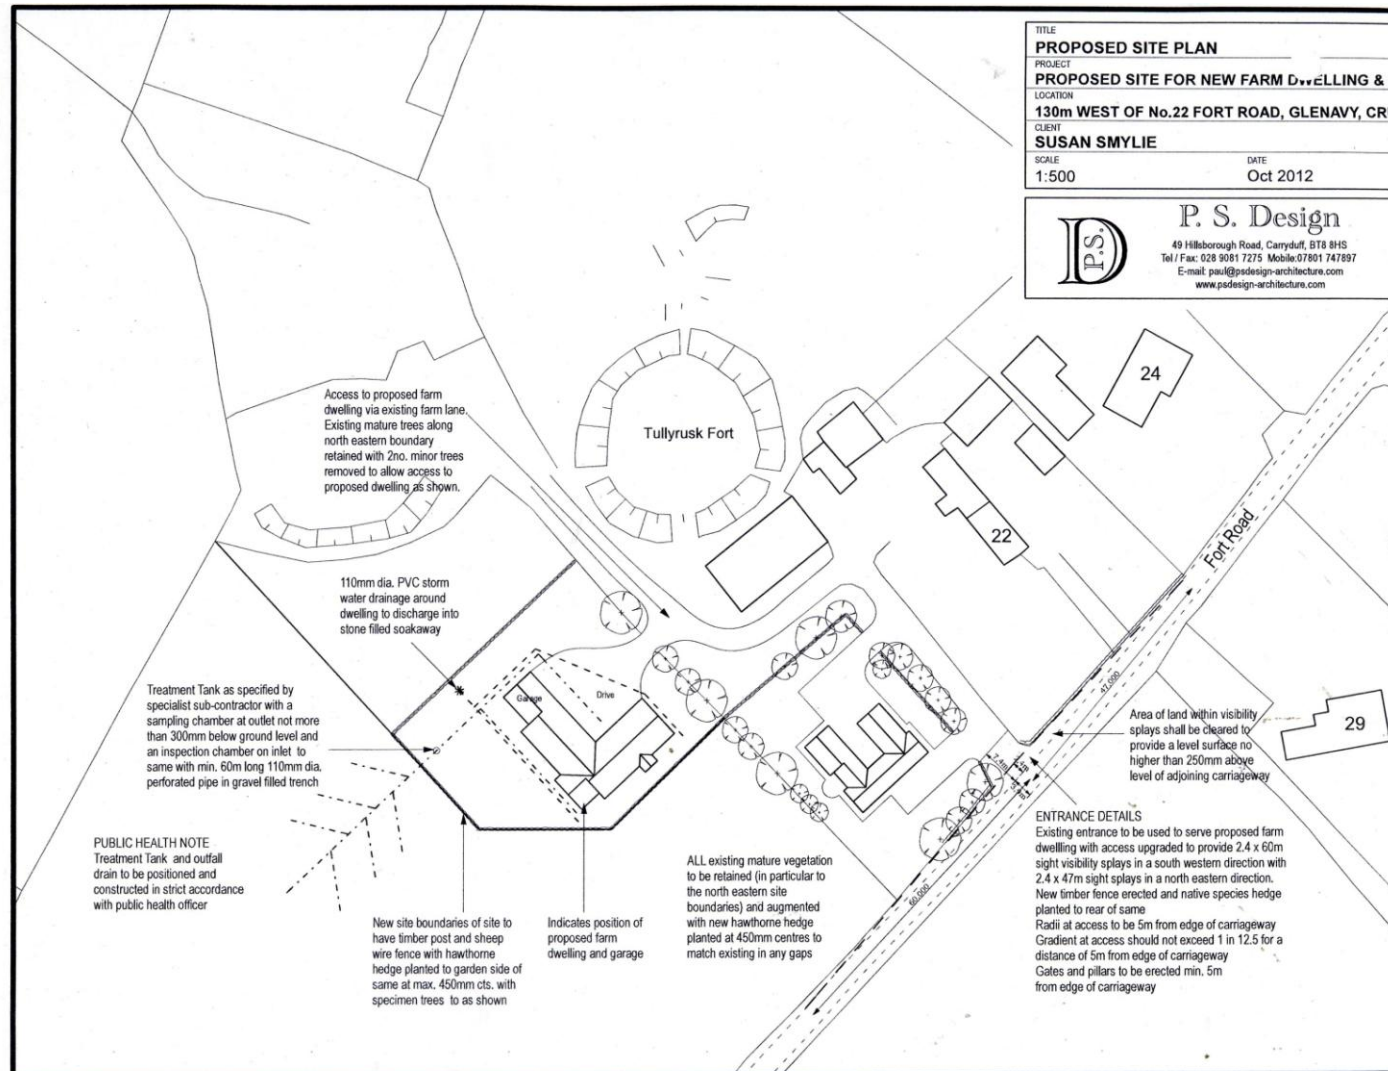 TITLE
PROPOSED SITE PLAN
PROJECT
PROPOSED SITE FOR NEW FARM DWELLING &
LOCATION
130m WEST OF No.22 FORT ROAD, GLENAVY,
CLIENT
SUSAN SMYLIE
SCALE
1:500
DATE
Oct 2012
P.S.
P. S. Design
49 Hillsborough Road, Carryduff, BT8 8HS
Tel / Fax: 028 9081 7275 Mobile:07801 747897
E-mail: paul@psdesign-architecture.com
www.psdesign-architecture.com
24
Access to proposed farm
dwelling via existing farm lane.
Existing mature trees along
north eastern boundary
retained with 2no. minor trees
removed to allow access to
proposed dwelling as shown.
Tullyrusk Fort
22
Fort Road
110mm dia. PVC storm
water drainage around
dwelling to discharge into
stone filled soakaway
Treatment Tank as specified by
specialist sub-contractor with a
sampling chamber at outlet not more
than 300mm below ground level and
an inspection chamber on inlet to
same with min. 60m long 110mm dia.
perforated pipe in gravel filled trench
Garage
Drive
47.000
Area of land within visibility
splays shall be cleared to
provide a level surface no
higher than 250mm above
level of adjoining carriageway
29
2.4m
60.000
PUBLIC HEALTH NOTE
Treatment Tank and outfall
drain to be positioned and
constructed in strict accordance
with public health officer
New site boundaries of site to
have timber post and sheep
wire fence with hawthorne
hedge planted to garden side of
same at max. 450mm cts. with
specimen trees to as shown
Indicates position of
proposed farm
dwelling and garage
ALL existing mature vegetation
to be retained (in particular to
the north eastern site
boundaries) and augmented
with new hawthorne hedge
planted at 450mm centres to
match existing in any gaps
ENTRANCE DETAILS
Existing entrance to be used to serve proposed farm
dwellling with access upgraded to provide 2.4 x 60m
sight visibility splays in a south western direction with
2.4 x 47m sight splays in a north eastern direction.
New timber fence erected and native species hedge
planted to rear of same
Radii at access to be 5m from edge of carriageway
Gradient at access should not exceed 1 in 12.5 for a
distance of 5m from edge of carriageway
Gates and pillars to be erected min. 5m
from edge of carriageway